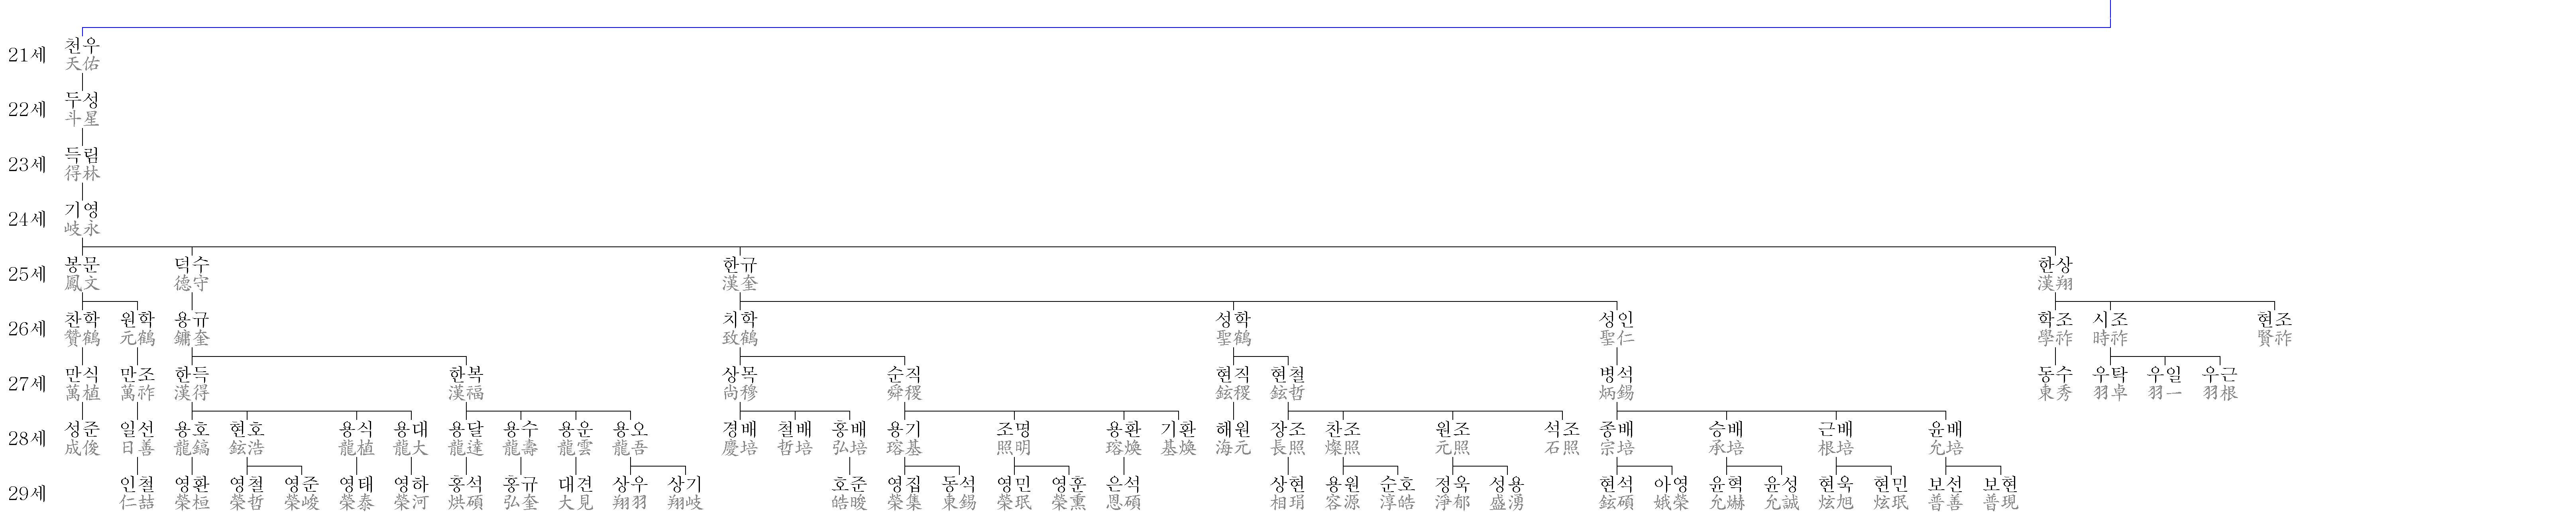 21세 천우
天佑
22세 두성
斗星
23세 득림
得林
24세 기영
岐永
25세 봉문 덕수 한규 한상
鳳文 德守 漢奎 漢翔
26세 찬학 원학 용규 치학 성학 성인 학조 시조 현조
贊鶴 元鶴 鏞奎 致鶴 聖鶴 聖仁 學祚 時祚 賢祚
27세 만식 만조 한득 한복 상목 순직 현직 현철 병석 동수 우탁 우일 우근
萬植 萬祚 漢得 漢福 尙穆 舜稷 鉉稷 鉉哲 炳錫 東秀 羽卓 羽一 羽根
28세 성준 일선 용호 현호 용식 용대 용달 용수 용운 용오 경배 철배 홍배 용기 조명 용환 기환 해원 장조 찬조 원조 석조 종배 승배 근배 윤배
成俊 日善 龍鎬 鉉浩 龍植 龍大 龍達 龍壽 龍雲 龍吾 慶培 哲培 弘培 瑢基 照明 瑢煥 基煥 海元 長照 燦照 元照 石照 宗培 承培 根培 允培
29세 인철 영환 영철 영준 영태 영하 홍석 홍규 대견 상우 상기 호준 영집 동석 영민 영훈 은석 상현 용원 순호 정욱 성용 현석 아영 윤혁 윤성 현욱 현민 보선 보현
仁喆 榮桓 榮哲 榮峻 榮泰 榮河 烘碩 弘奎 大見 翔羽 翔岐 皓晙 榮集 東錫 榮珉 榮熏 恩碩 相琄 容源 淳皓 淨郁 盛湧 鉉碩 娥榮 允爀 允誠 炫旭 炫珉 普善 普現